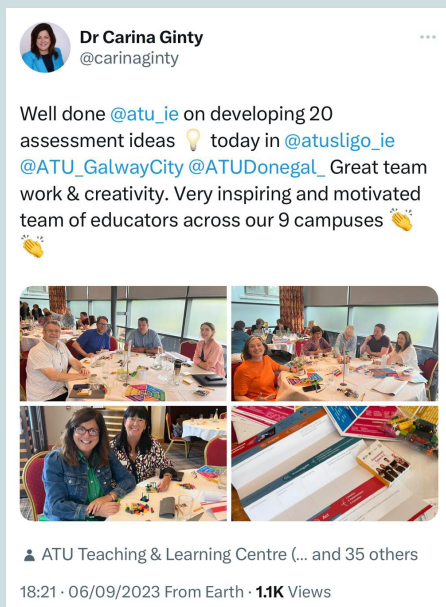 Dr Carina Ginty
@carinaginty
Well done @atu_ie on developing 20
assessment ideas 💡 today in @atusligo_ie
@ATU_GalwayCity @ATUDonegal_ Great team
work & creativity. Very inspiring and motivated
team of educators across our 9 campuses 👏
👏
ATU Teaching & Learning Centre (... and 35 others
18:21 · 06/09/2023 From Earth · 1.1K Views